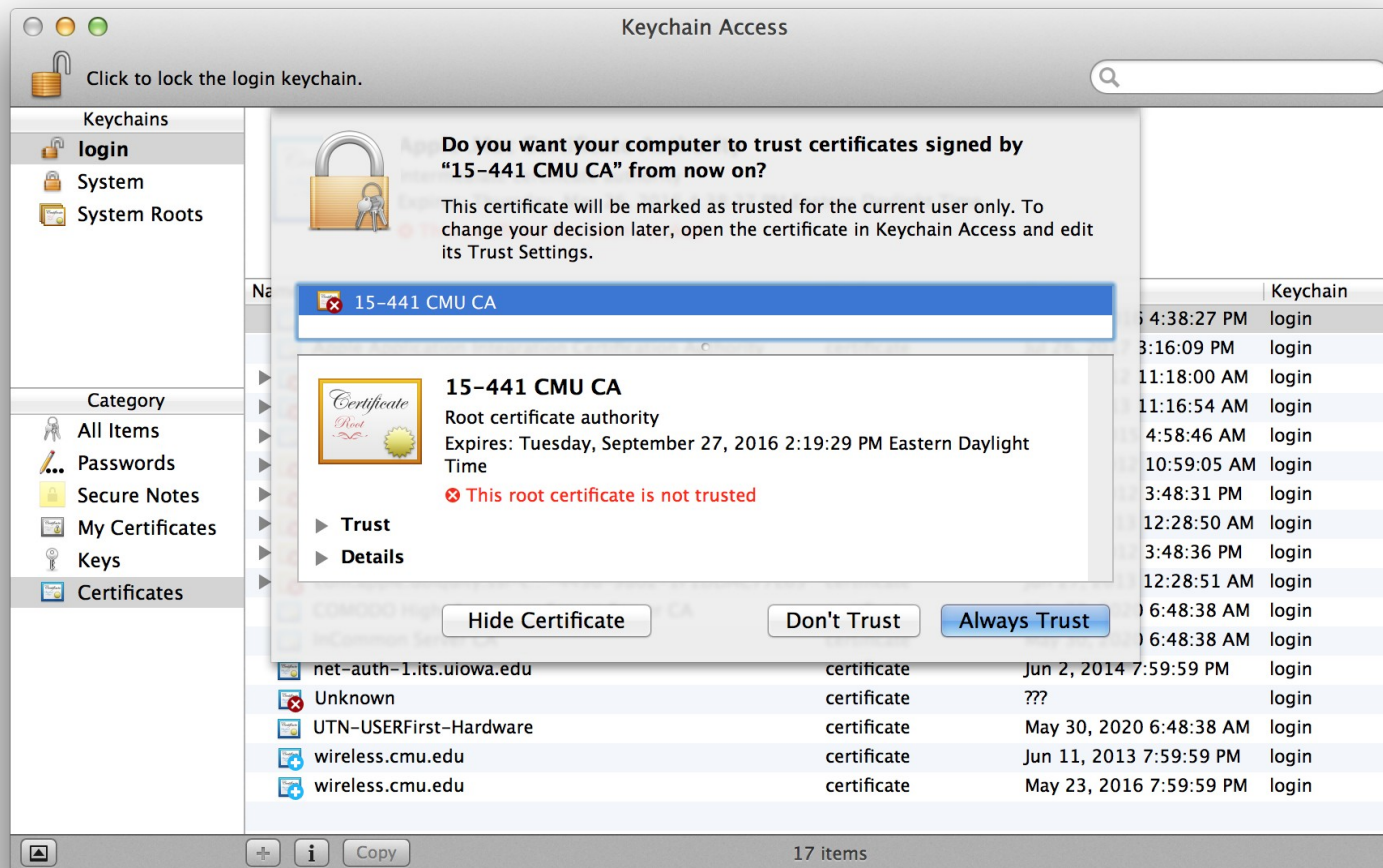 Keychain Access
Click to lock the login keychain.
Keychains
login
System
System Roots
Category
All Items
Passwords
Secure Notes
My Certificates
Keys
Certificates
Do you want your computer to trust certificates signed by
“15-441 CMU CA” from now on?
This certificate will be marked as trusted for the current user only. To
change your decision later, open the certificate in Keychain Access and edit
its Trust Settings.
15-441 CMU CA
Certificate
Root
15-441 CMU CA
Root certificate authority
Expires: Tuesday, September 27, 2016 2:19:29 PM Eastern Daylight
Time
This root certificate is not trusted
Trust
Details
Hide Certificate
Don't Trust
Always Trust
Na Keychain
4:38:27 PM login
3:16:09 PM login
11:18:00 AM login
11:16:54 AM login
4:58:46 AM login
10:59:05 AM login
3:48:31 PM login
12:28:50 AM login
3:48:36 PM login
12:28:51 AM login
6:48:38 AM login
6:48:38 AM login
net-auth-1.its.uiowa.edu certificate Jun 2, 2014 7:59:59 PM login
Unknown certificate ??? login
UTN-USERFirst-Hardware certificate May 30, 2020 6:48:38 AM login
wireless.cmu.edu certificate Jun 11, 2013 7:59:59 PM login
wireless.cmu.edu certificate May 23, 2016 7:59:59 PM login
Copy
17 items